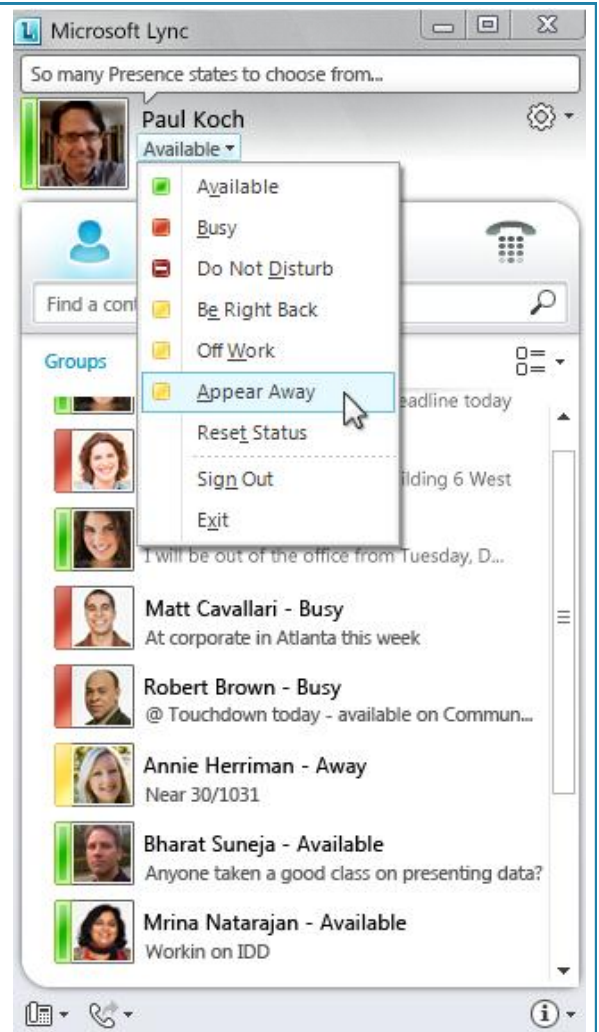 Microsoft Lync
So many Presence states to choose from...
Paul Koch
Available
Available
Busy
Do Not Disturb
Be Right Back
Off Work
Appear Away
Reset Status
Sign Out
Exit
Find a con
Groups
eadline today
ilding 6 West
I will be out of the office from Tuesday, D...
Matt Cavallari - Busy
At corporate in Atlanta this week
Robert Brown - Busy
@ Touchdown today - available on Commun...
Annie Herriman - Away
Near 30/1031
Bharat Suneja - Available
Anyone taken a good class on presenting data?
Mrina Natarajan - Available
Workin on IDD